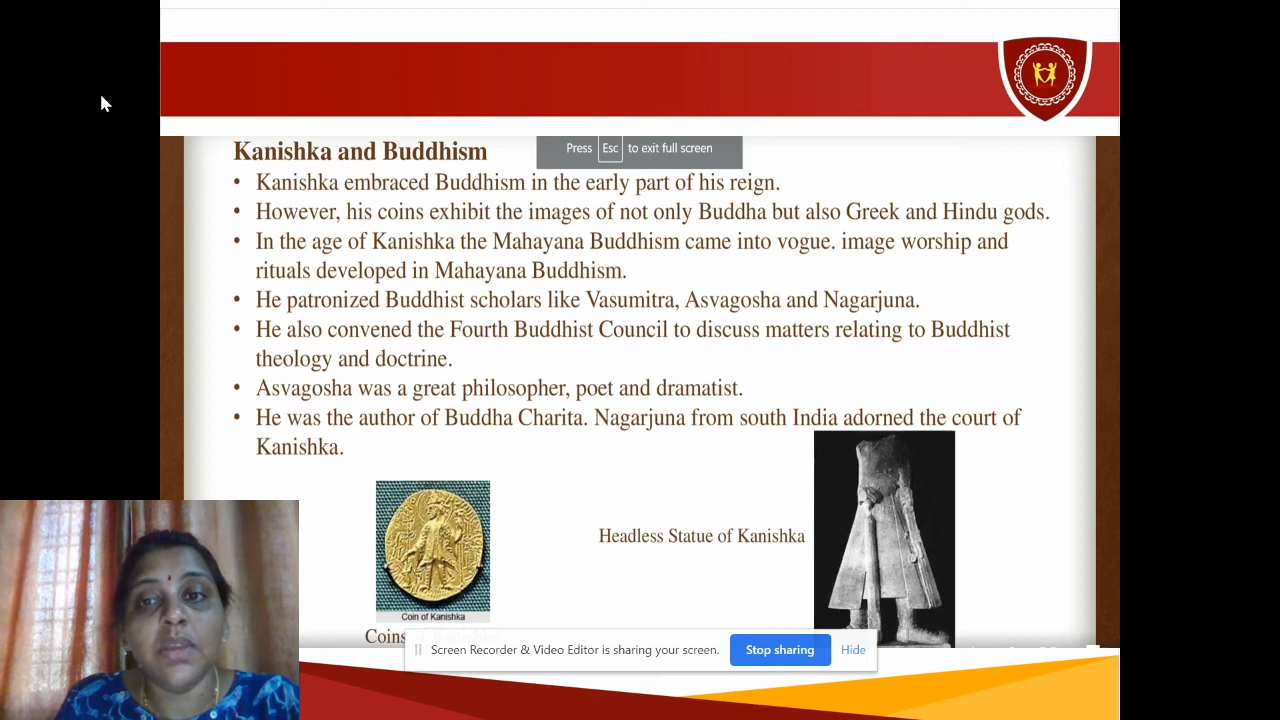 Kanishka and Buddhism
Press Esc to exit full screen
• Kanishka embraced Buddhism in the early part of his reign.
• However, his coins exhibit the images of not only Buddha but also Greek and Hindu gods.
• In the age of Kanishka the Mahayana Buddhism came into vogue. image worship and
rituals developed in Mahayana Buddhism.
• He patronized Buddhist scholars like Vasumitra, Asvagosha and Nagarjuna.
• He also convened the Fourth Buddhist Council to discuss matters relating to Buddhist
theology and doctrine.
• Asvagosha was a great philosopher, poet and dramatist.
• He was the author of Buddha Charita. Nagarjuna from south India adorned the court of
Kanishka.
Headless Statue of Kanishka
Coin of Kanishka
Coins
Screen Recorder & Video Editor is sharing your screen.
Stop sharing
Hide